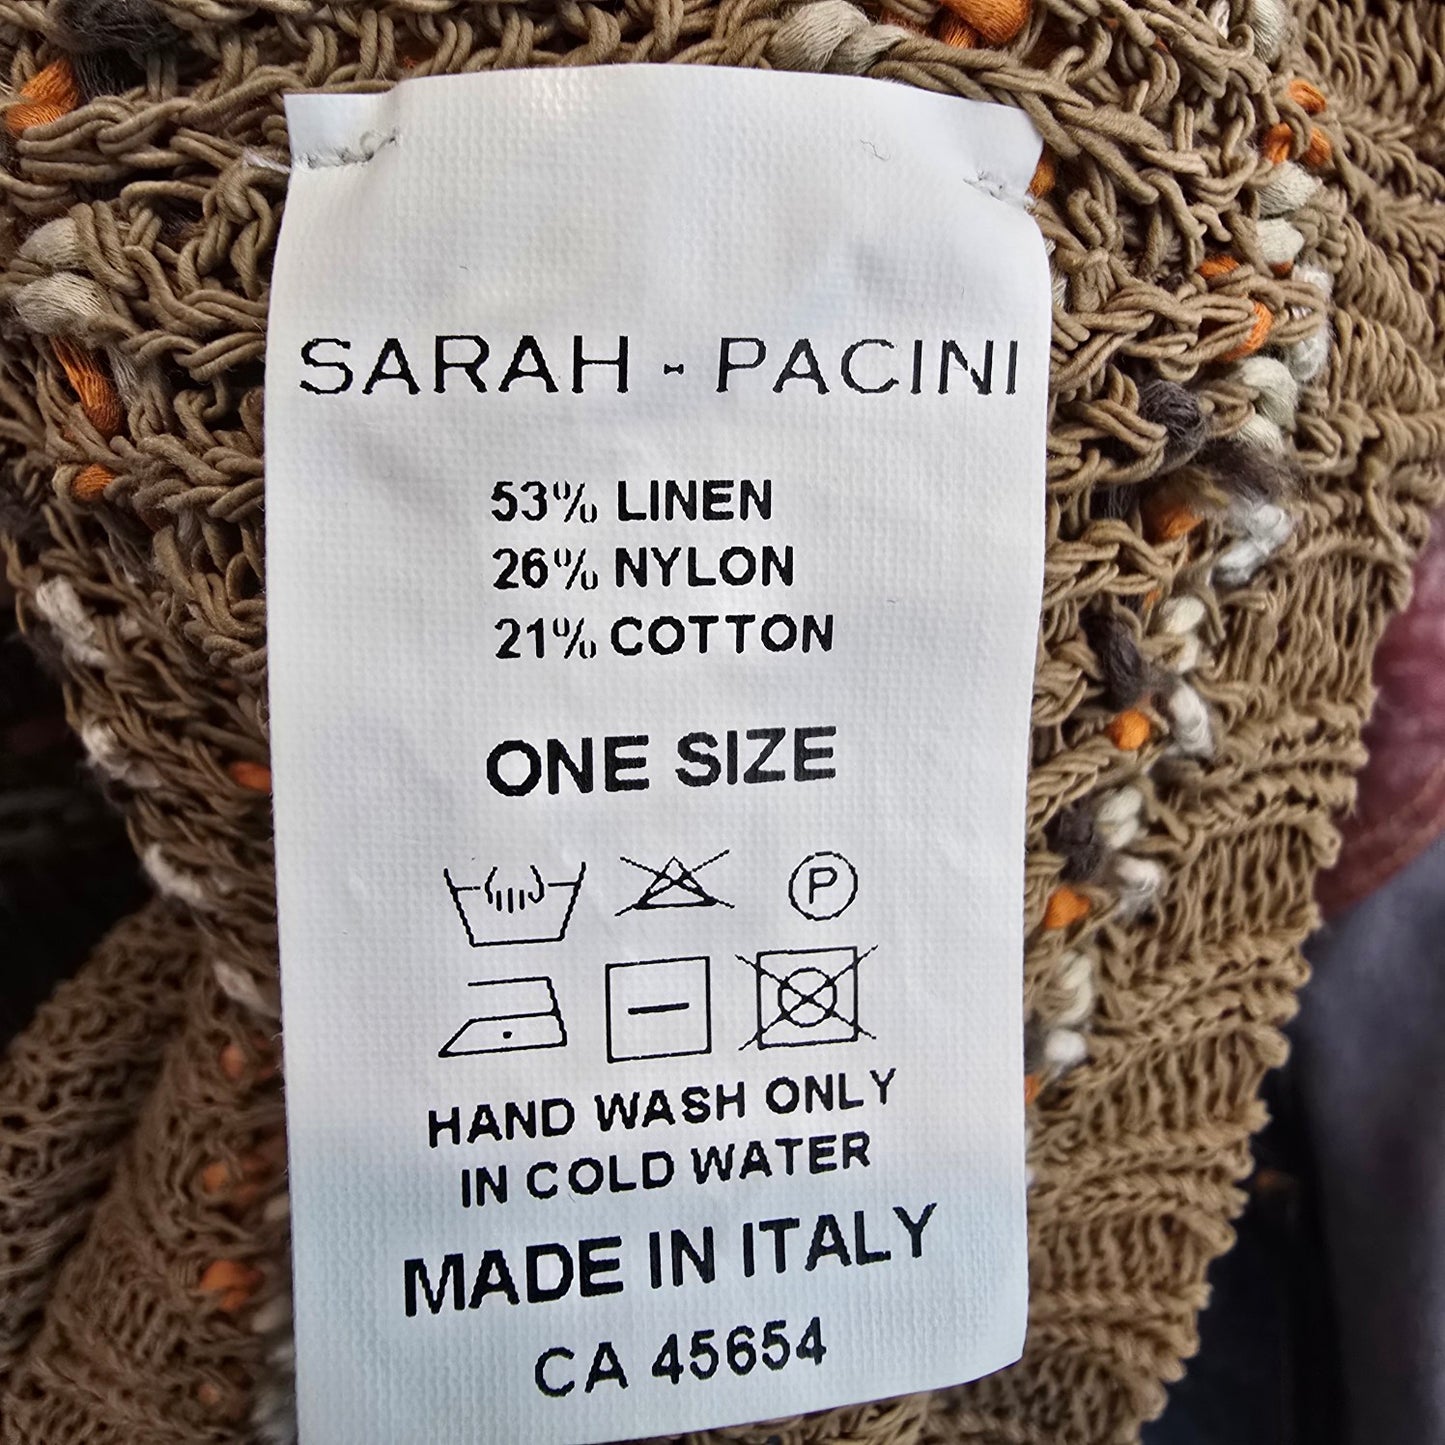 SARAH - PACINI
53% LINEN
26% NYLON
21% COTTON
ONE SIZE
P
HAND WASH ONLY
IN COLD WATER
MADE IN ITALY
CA 45654